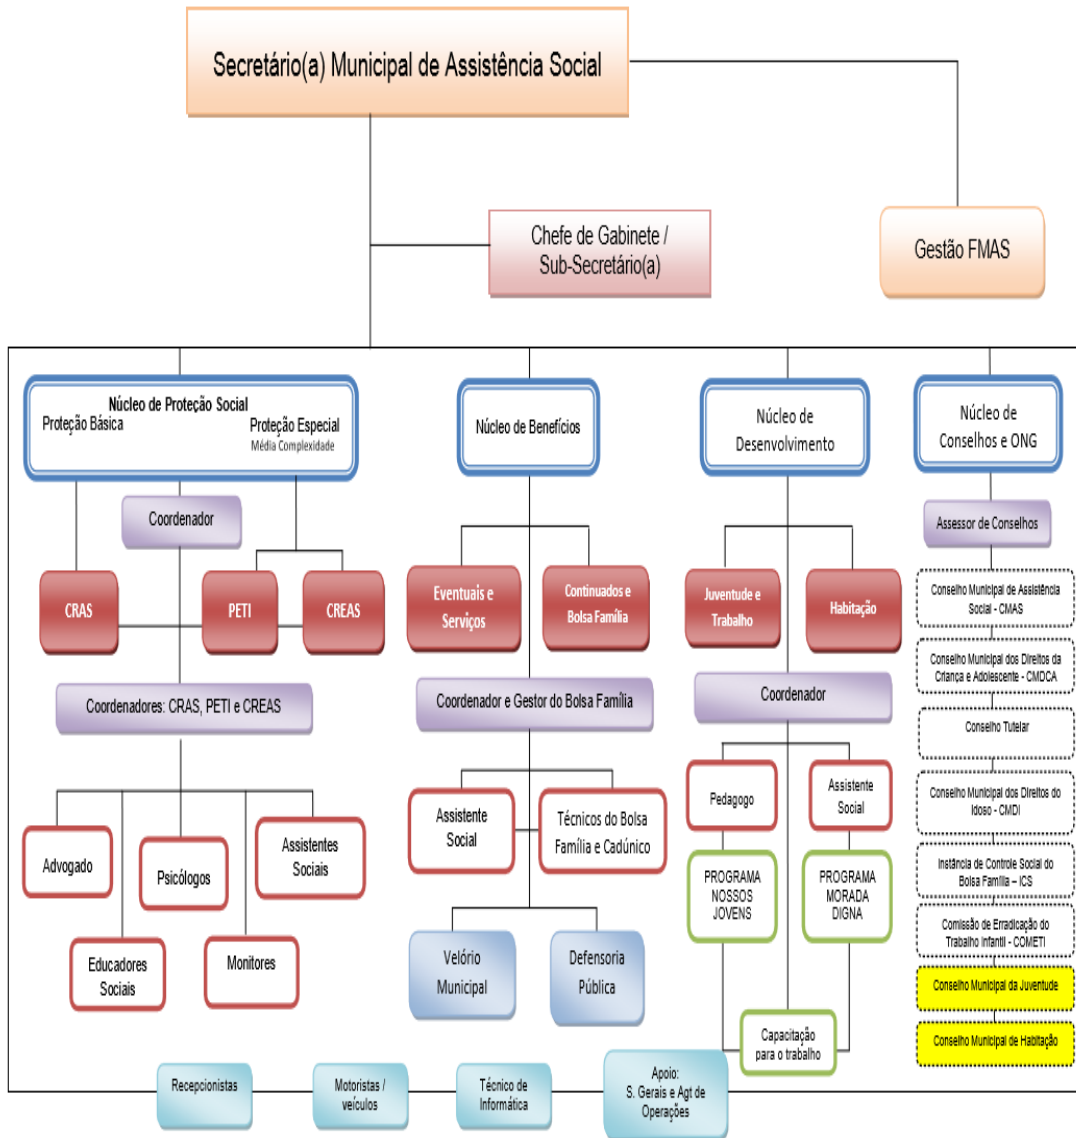 Secretário(a) Municipal de Assistência Social
Chefe de Gabinete /
Sub-Secretário(a)
Gestão FMAS
Núcleo de Proteção Social
Proteção Básica
Proteção Especial
Média Complexidade
Núcleo de Benefícios
Núcleo de
Desenvolvimento
Núcleo de
Conselhos e ONG
Coordenador
CRAS
PETI
CREAS
Coordenadores: CRAS, PETI e CREAS
Advogado
Psicólogos
Assistentes
Sociais
Educadores
Sociais
Monitores
Eventuais e
Serviços
Continuados e
Bolsa Família
Coordenador e Gestor do Bolsa Família
Assistente
Social
Técnicos do Bolsa
Família e Cadúnico
Velório
Municipal
Defensoria
Pública
Juventude e
Trabalho
Habitação
Coordenador
Pedagogo
Assistente
Social
PROGRAMA
NOSSOS
JOVENS
PROGRAMA
MORADA
DIGNA
Capacitação
para o trabalho
Assessor de Conselhos
Conselho Municipal de Assistência
Social - CMAS
Conselho Municipal dos Direitos da
Criança e Adolescente - CMDCA
Conselho Tutelar
Conselho Municipal dos Direitos do
Idoso - CMDI
Instância de Controle Social do
Bolsa Família – ICS
Comissão de Erradicação do
Trabalho Infantil - COMETI
Conselho Municipal da Juventude
Conselho Municipal de Habitação
Recepcionistas
Motoristas /
veículos
Técnico de
Informática
Apoio:
S. Gerais e Agt de
Operações